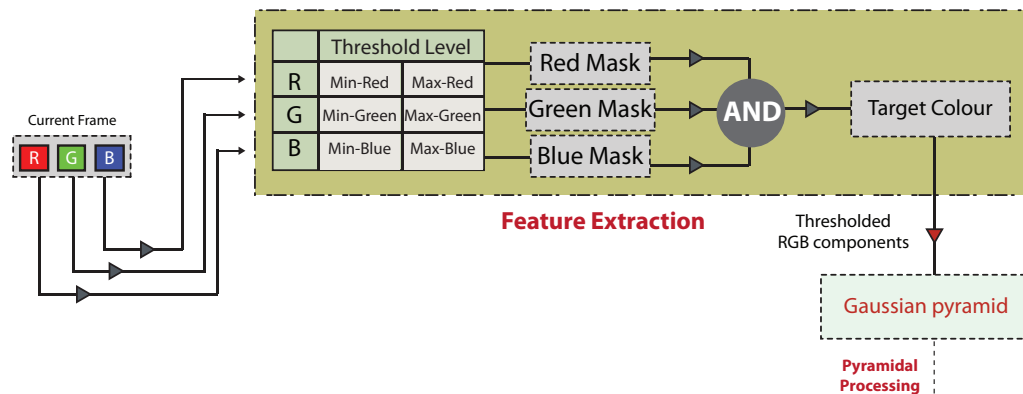 Current Frame
R G B
Threshold Level
R Min-Red Max-Red
G Min-Green Max-Green
B Min-Blue Max-Blue
Red Mask
Green Mask
Blue Mask
AND
Target Colour
Feature Extraction
Thresholded
RGB components
Gaussian pyramid
Pyramidal
Processing